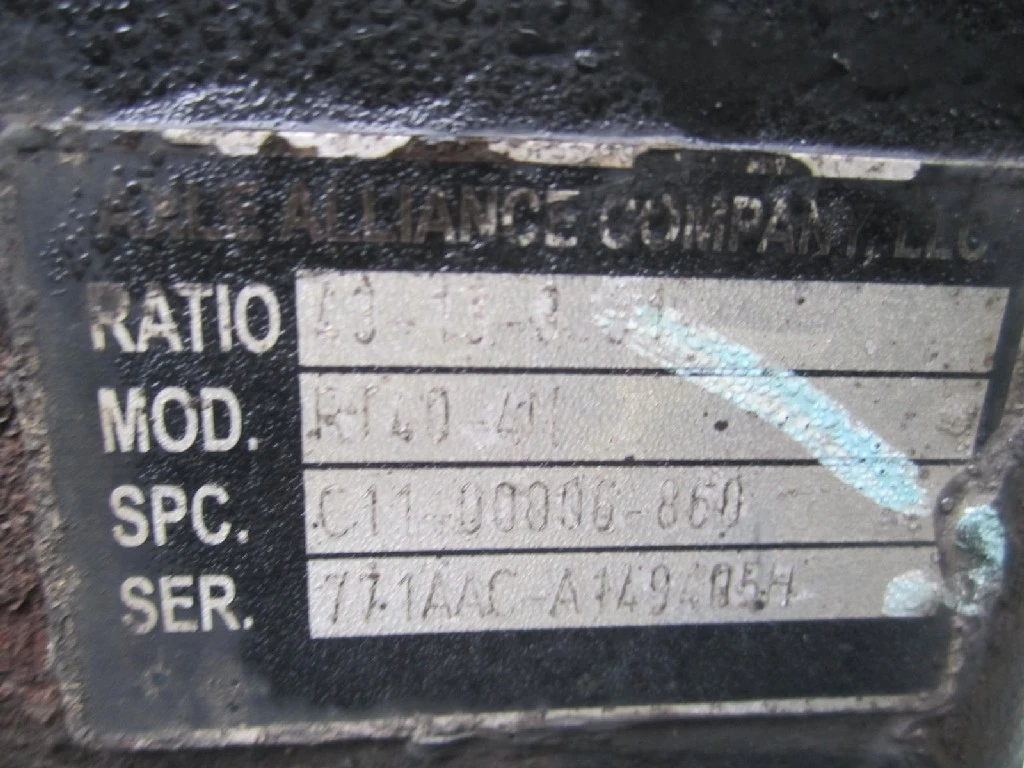 AXLE ALLIANCE COMPANY, LLC
RATIO
MOD. RT40-4N
SPC. C11-00006-860
SER.